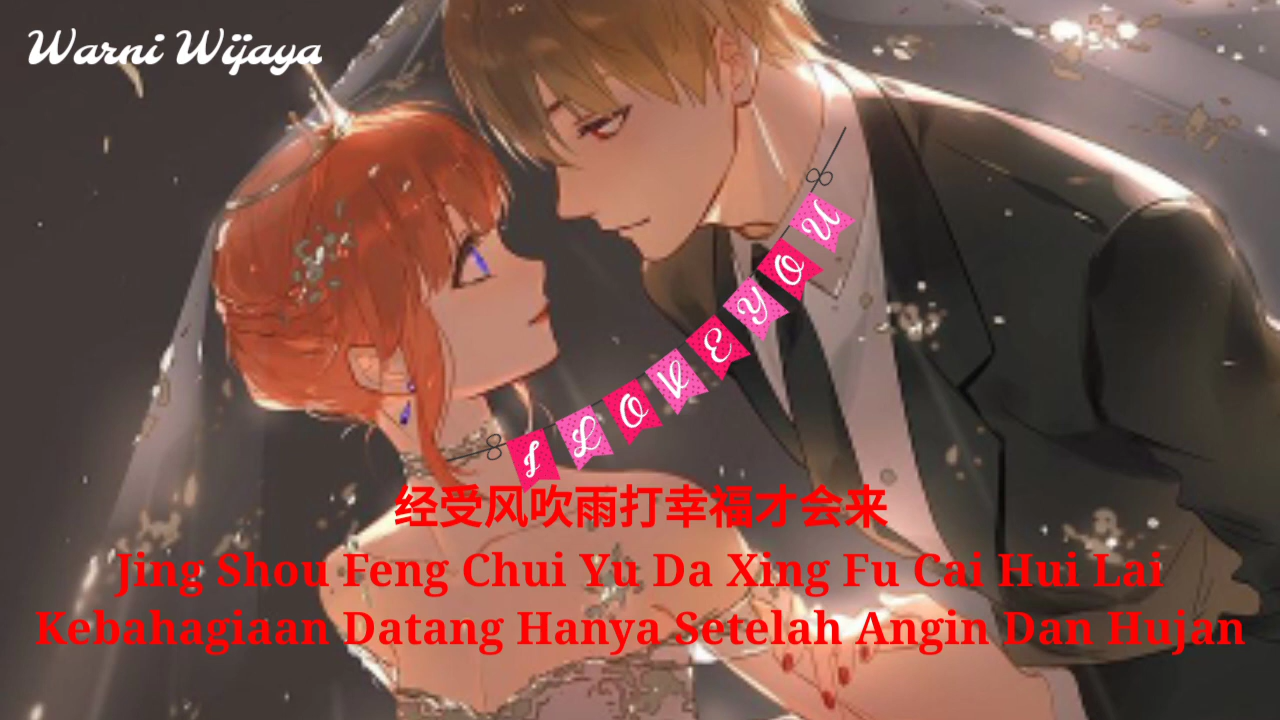 Warni Wijaya
I LOVE YOU
经受风吹雨打幸福才会来
Jing Shou Feng Chui Yu Da Xing Fu Cai Hui Lai
Kebahagiaan Datang Hanya Setelah Angin Dan Hujan